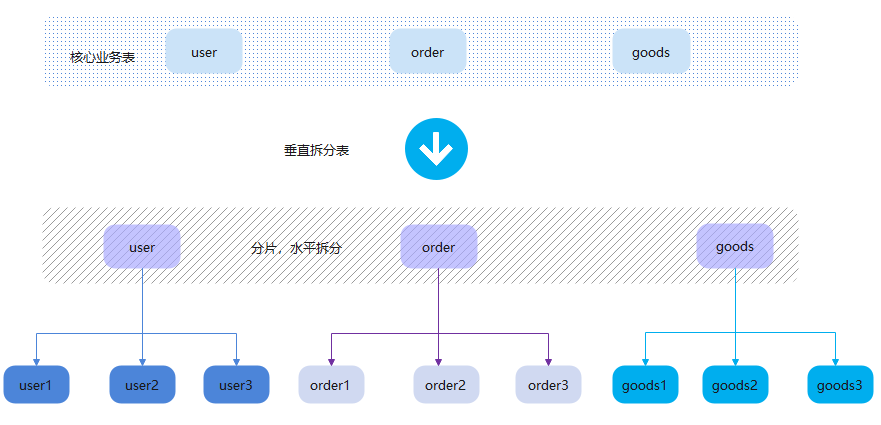 核心业务表
user
order
goods
垂直拆分表
user
分片，水平拆分
order
goods
user1
user2
user3
order1
order2
order3
goods1
goods2
goods3